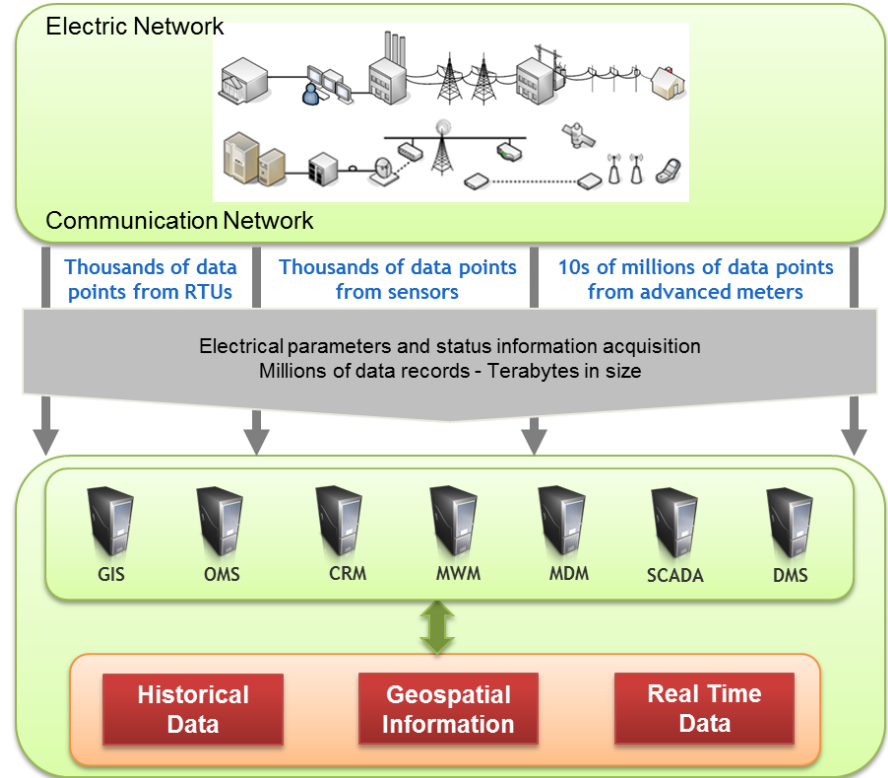 Electric Network
Communication Network
Thousands of data
points from RTUs
Thousands of data points
from sensors
10s of millions of data points
from advanced meters
Electrical parameters and status information acquisition
Millions of data records - Terabytes in size
GIS
OMS
CRM
MWM
MDM
SCADA
DMS
Historical
Data
Geospatial
Information
Real Time
Data